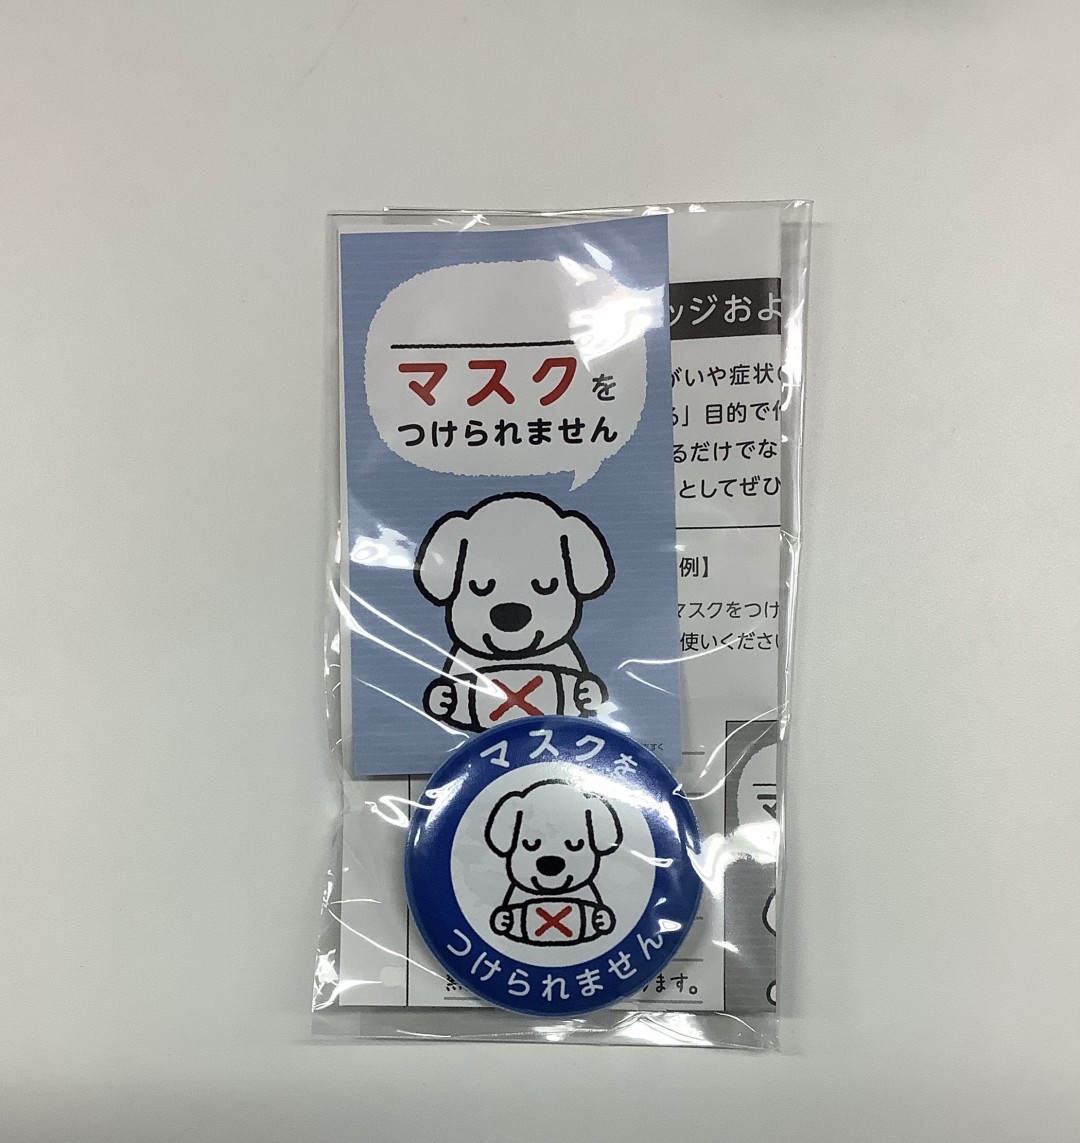 マスクを
つけられません
ッジおよ
がいや症状
」目的で
るだけでな
としてぜひ
例】
マスクをつけ
使いください
マスクを
つけられません
ます。